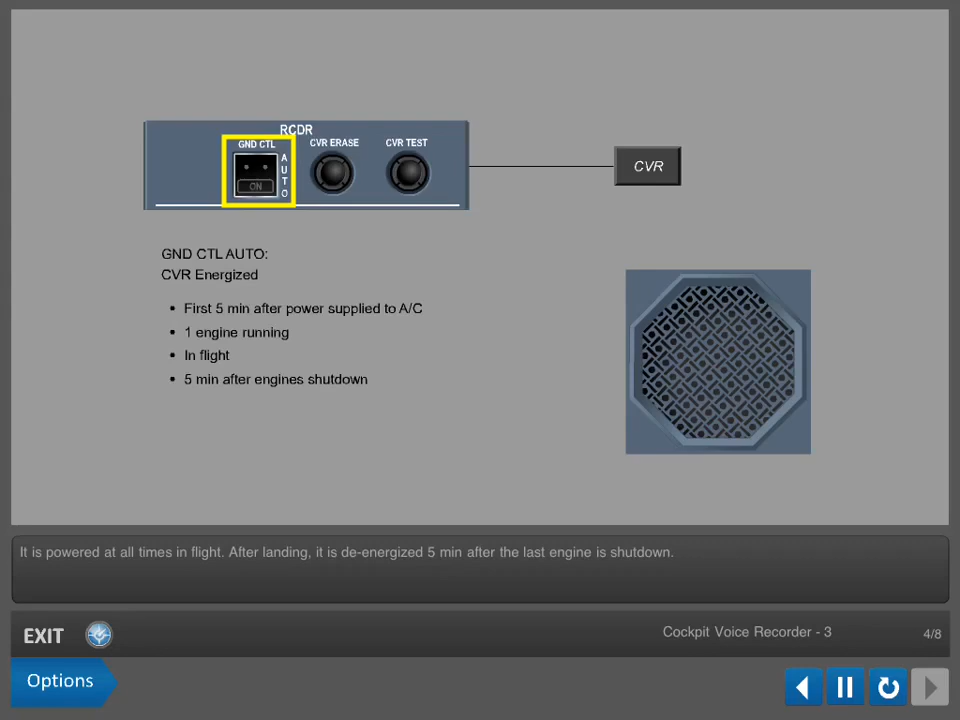 RCDR
GND CTL
CVR ERASE
CVR TEST
AUTO
ON
CVR
GND CTL AUTO:
CVR Energized
• First 5 min after power supplied to A/C
• 1 engine running
• In flight
• 5 min after engines shutdown
It is powered at all times in flight. After landing, it is de-energized 5 min after the last engine is shutdown.
EXIT
Cockpit Voice Recorder - 3
4/8
Options